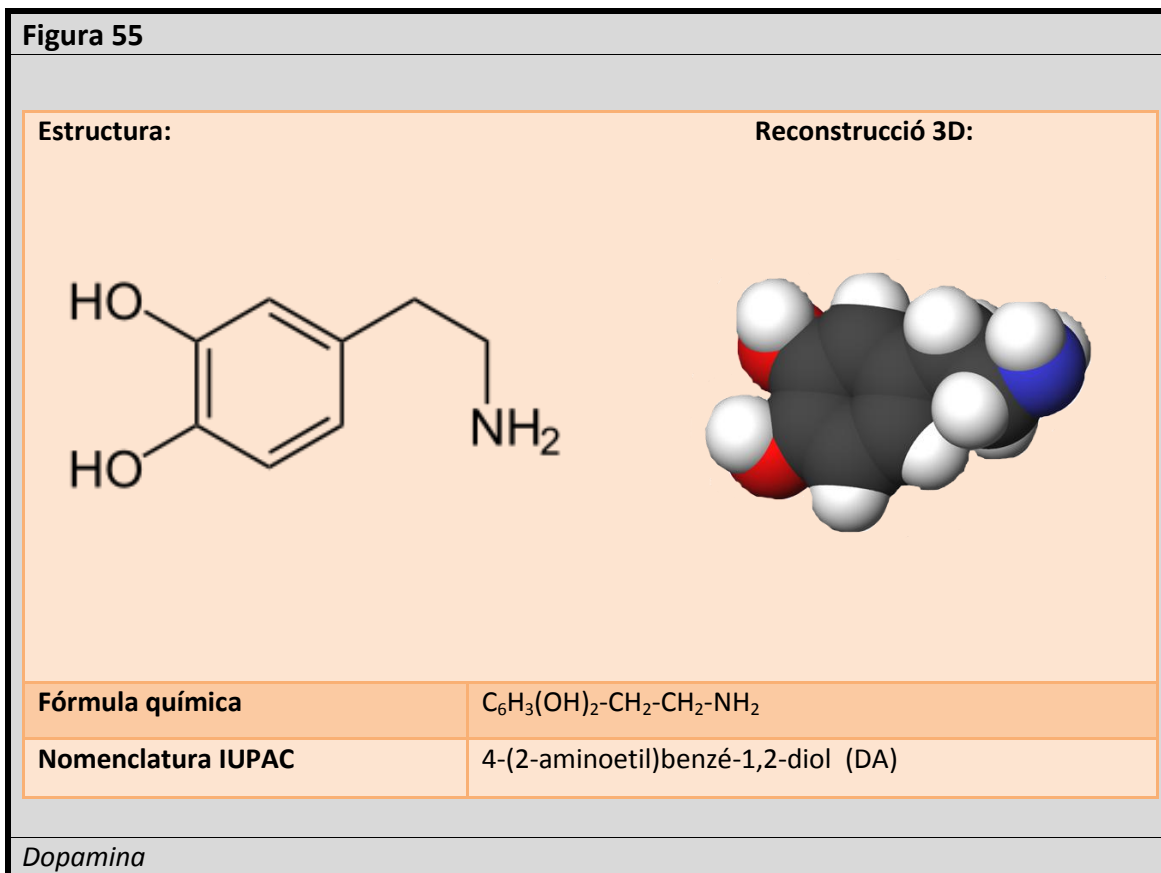 Figura 55
Estructura:
Reconstrucció 3D:
HO
HO
NH₂
Fórmula química
C₆H₃(OH)₂-CH₂-CH₂-NH₂
Nomenclatura IUPAC
4-(2-aminoetil)benzé-1,2-diol (DA)
Dopamina